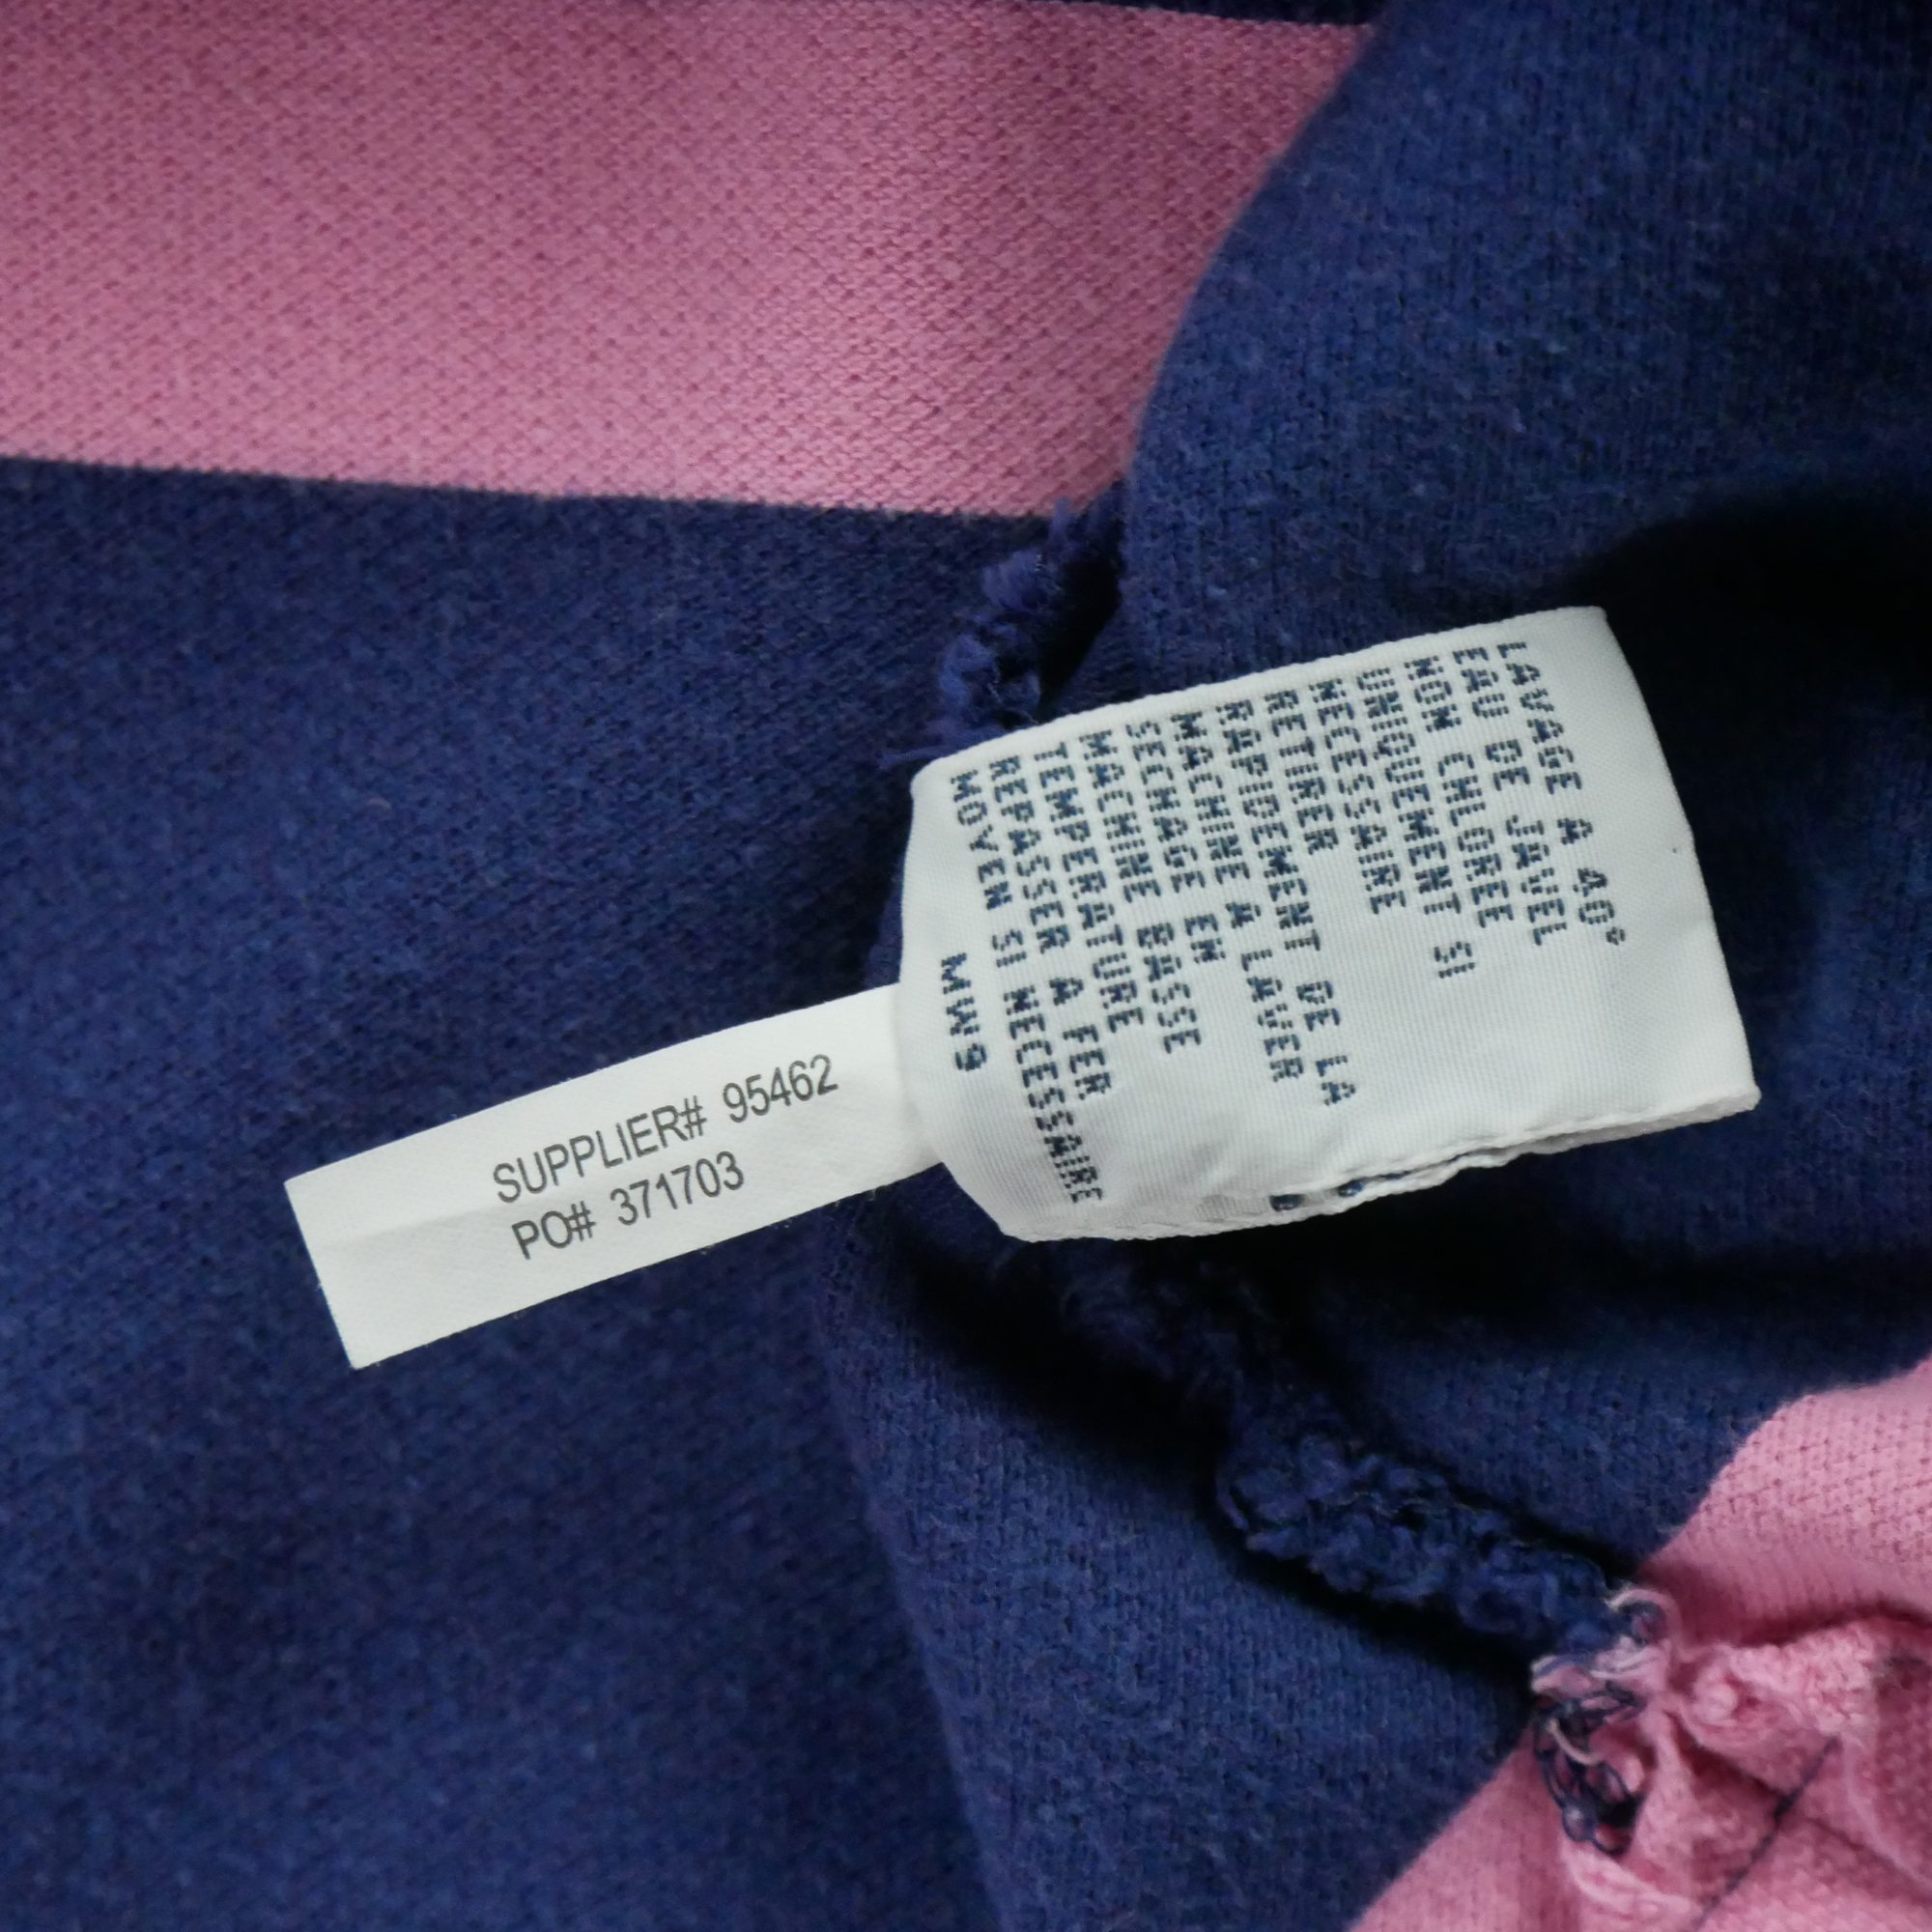 LAVAGE A 40°
EAU DE JAVEL
NON CHLOREE
UNIQUEMENT SI
NECESSAIRE
RETIRER
RAPIDEMENT DE LA
MACHINE A LAVER
SECHAGE EN
MACHINE BASSE
TEMPERATURE
REPASSER A FER
MOYEN SI NECESSAIRE
MW9
SUPPLIER# 95462
PO# 371703